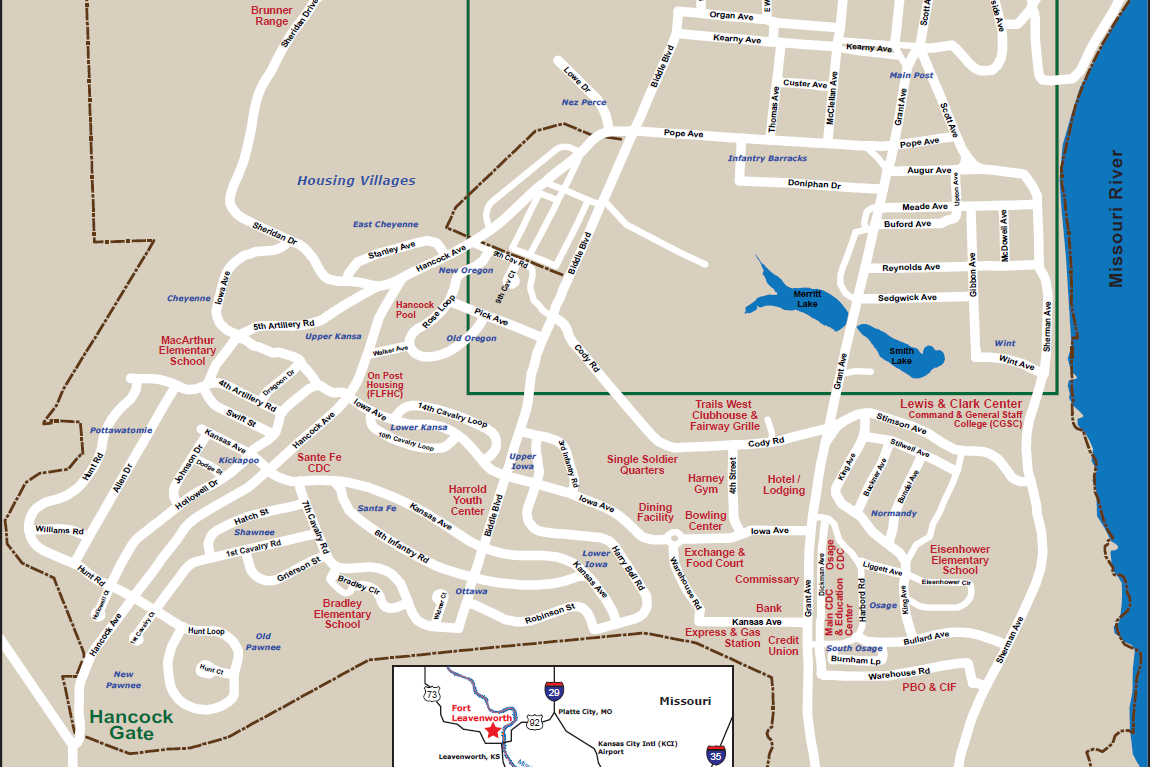 Brunner
Range
Sheridan Drive
Organ Ave
Kearny Ave
Kearny Ave
Scott A
side Ave
Biddle Blvd
Lowe Dr
Nez Perce
Main Post
Custer Ave
Thomas Ave
McClellan Ave
Grant Ave
Scott Ave
Pope Ave
Pope Ave
Infantry Barracks
Augur Ave
Doniphan Dr
Upton Ave
Meade Ave
Buford Ave
McDowell Ave
Missouri River
Housing Villages
East Cheyenne
Sheridan Dr
Stanley Ave
Hancock Ave
9th Cav Rd
9th Cav Ct
Biddle Blvd
New Oregon
Reynolds Ave
Gibbon Ave
Sedgwick Ave
Merritt
Lake
Cheyenne
Iowa Ave
Hancock
Pool
Rose Loop
Pick Ave
5th Artillery Rd
Upper Kansa
Old Oregon
Walker Ave
MacArthur
Elementary
School
Cody Rd
Smith
Lake
Wint
Wint Ave
Sherman Ave
Grant Ave
On Post
Housing
(FLFHC)
Dragoon Dr
4th Artillery Rd
Swift St
Iowa Ave
14th Cavalry Loop
Lower Kansa
10th Cavalry Loop
Hancock Ave
Trails West
Clubhouse &
Fairway Grille
Lewis & Clark Center
Command & General Staff
College (CGSC)
Stimson Ave
Stilwell Ave
Cody Rd
Pottawatomie
Kansas Ave
Kickapoo
Johnson Dr
Dodge St
Hollowell Dr
Hunt Rd
Allen Dr
Sante Fe
CDC
Upper
Iowa
3rd Infantry Rd
Single Soldier
Quarters
Harney
Gym
4th Street
Hotel /
Lodging
King Ave
Buckner Ave
Bundel Ave
Normandy
Harrold
Youth
Center
Biddle Blvd
Iowa Ave
Dining
Facility
Bowling
Center
Iowa Ave
Santa Fe
Kansas Ave
7th Cavalry Rd
6th Infantry Rd
Hatch St
Shawnee
1st Cavalry Rd
Grierson St
Williams Rd
Hunt Rd
Bradley Cir
Bradley
Elementary
School
Ottawa
Lower
Iowa
Harry Bell Rd
Kansas Ave
Robinson St
Warehouse Rd
Exchange &
Food Court
Commissary
Bank
Kansas Ave
Express & Gas
Station
Credit
Union
Grant Ave
Dickman Ave
Osage
CDC
Main CDC
& Education
Center
Harbord Rd
Liggett Ave
Eisenhower
Elementary
School
Eisenhower Cir
Osage
King Ave
Bullard Ave
South Osage
Burnham Lp
Warehouse Rd
PBO & CIF
Sherman Ave
Hancock Ave
1st Cavalry Ct
Hunt Loop
Hunt Ct
Old
Pawnee
New
Pawnee
Hancock
Gate
73
29
Missouri
Fort
Leavenworth
92
Platte City, MO
Leavenworth, KS
Kansas City Intl (KCI)
Airport
35